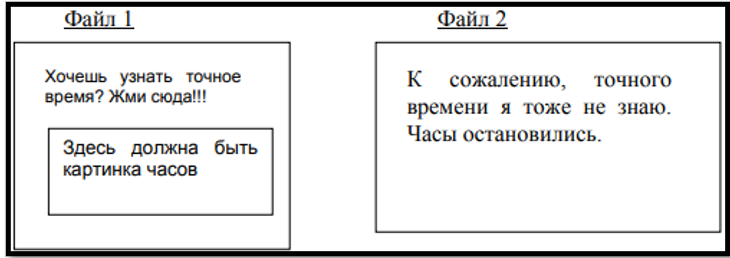 Файл 1
Хочешь узнать точное
время? Жми сюда!!!
Здесь должна быть
картинка часов
Файл 2
К сожалению, точного
времени я тоже не знаю.
Часы остановились.